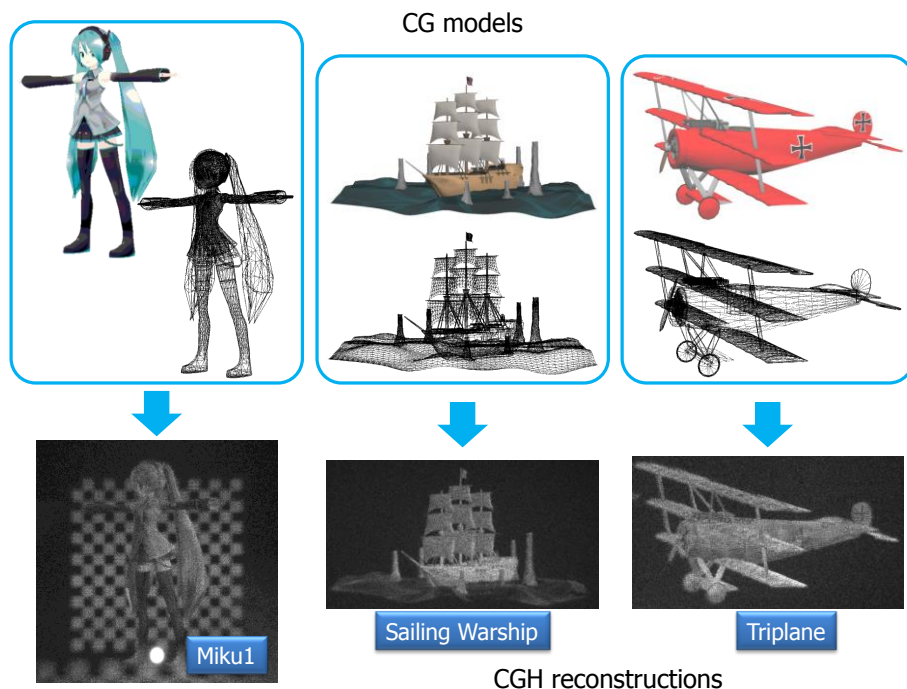 CG models
Miku1
Sailing Warship
Triplane
CGH reconstructions